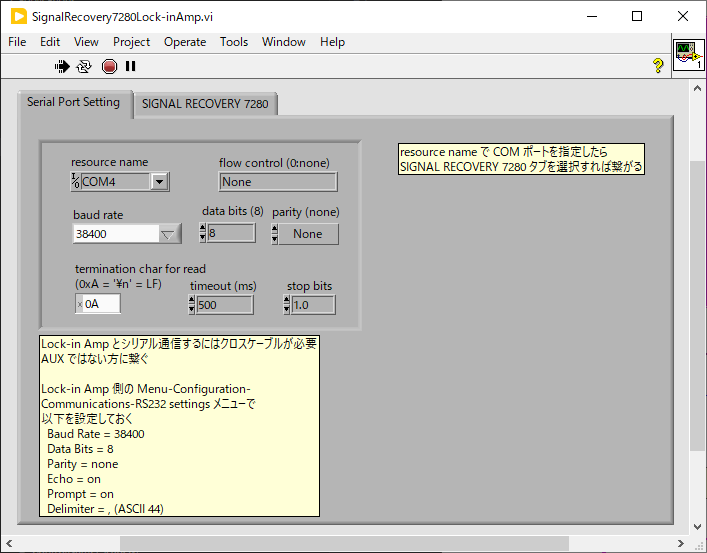 SignalRecovery7280Lock-inAmp.vi
File Edit View Project Operate Tools Window Help
?
1
Serial Port Setting
SIGNAL RECOVERY 7280
resource name
I/O COM4
flow control (0:none)
None
resource name で COM ポートを指定したら
SIGNAL RECOVERY 7280 タブを選択すれば繋がる
baud rate
38400
data bits (8)
8
parity (none)
None
termination char for read
(0xA = '¥n' = LF)
x 0A
timeout (ms)
500
stop bits
1.0
Lock-in Amp とシリアル通信するにはクロスケーブルが必要
AUX ではない方に繋ぐ
Lock-in Amp 側の Menu-Configuration-
Communications-RS232 settings メニューで
以下を設定しておく
Baud Rate = 38400
Data Bits = 8
Parity = none
Echo = on
Prompt = on
Delimiter = , (ASCII 44)